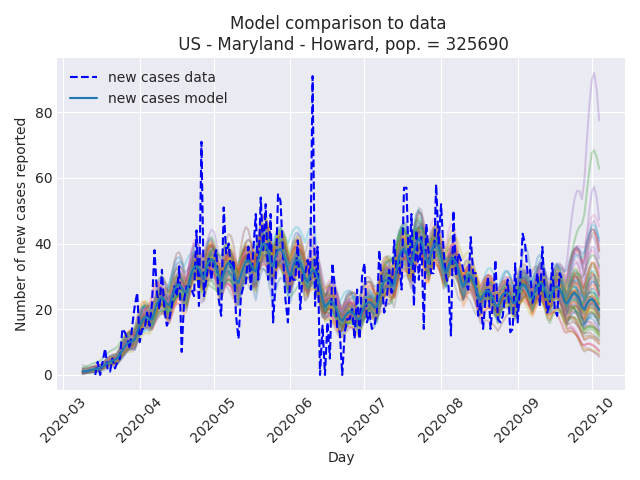 Model comparison to data
US - Maryland - Howard, pop. = 325690
new cases data
new cases model
Number of new cases reported
80
60
40
20
0
2020-03
2020-04
2020-05
2020-06
2020-07
2020-08
2020-09
2020-10
Day